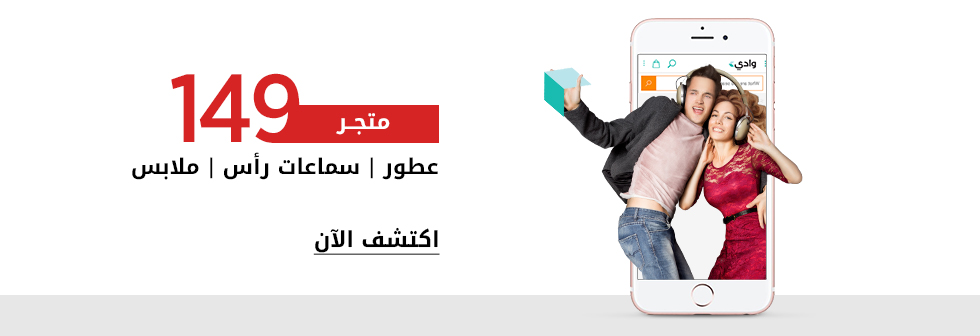 متجر 149
عطور | سماعات رأس | ملابس
اكتشف الآن
وادي